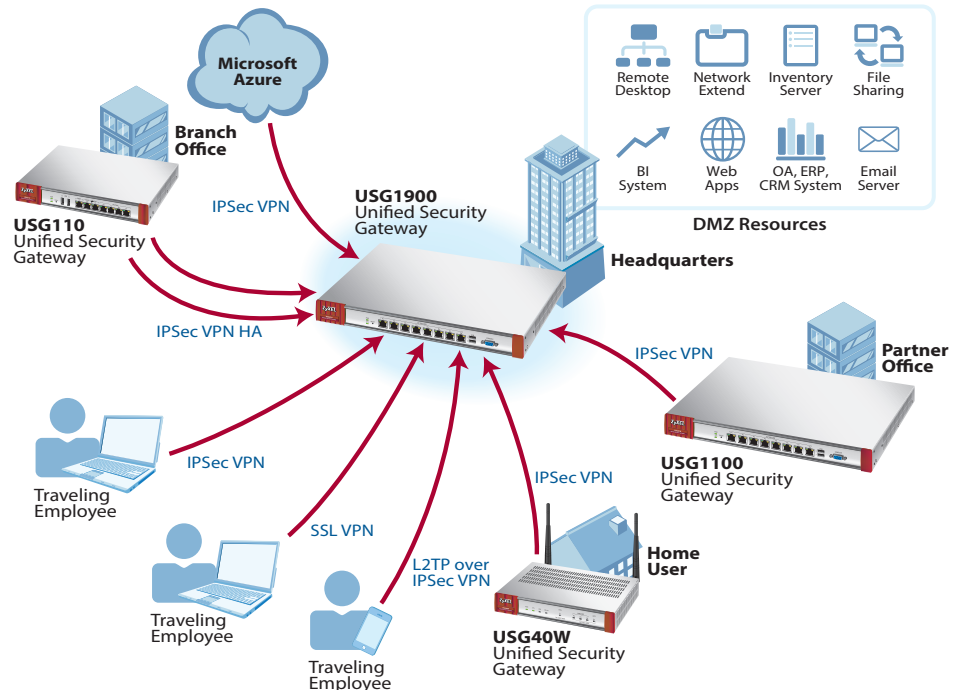 Microsoft
Azure
Branch
Office
USG110
Unified Security
Gateway
IPSec VPN
IPSec VPN HA
USG1900
Unified Security
Gateway
Headquarters
Remote
Desktop
Network
Extend
Inventory
Server
File
Sharing
BI
System
Web
Apps
OA, ERP,
CRM System
Email
Server
DMZ Resources
IPSec VPN
Partner
Office
USG1100
Unified Security
Gateway
IPSec VPN
Traveling
Employee
SSL VPN
Traveling
Employee
L2TP over
IPSec VPN
Traveling
Employee
IPSec VPN
Home
User
USG40W
Unified Security
Gateway
ZyXEL